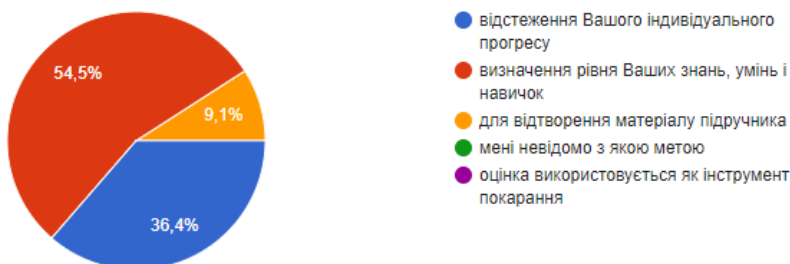 54,5%
9,1%
36,4%
відстеження Вашого індивідуального
прогресу
визначення рівня Ваших знань, умінь і
навичок
для відтворення матеріалу підручника
мені невідомо з якою метою
оцінка використовується як інструмент
покарання